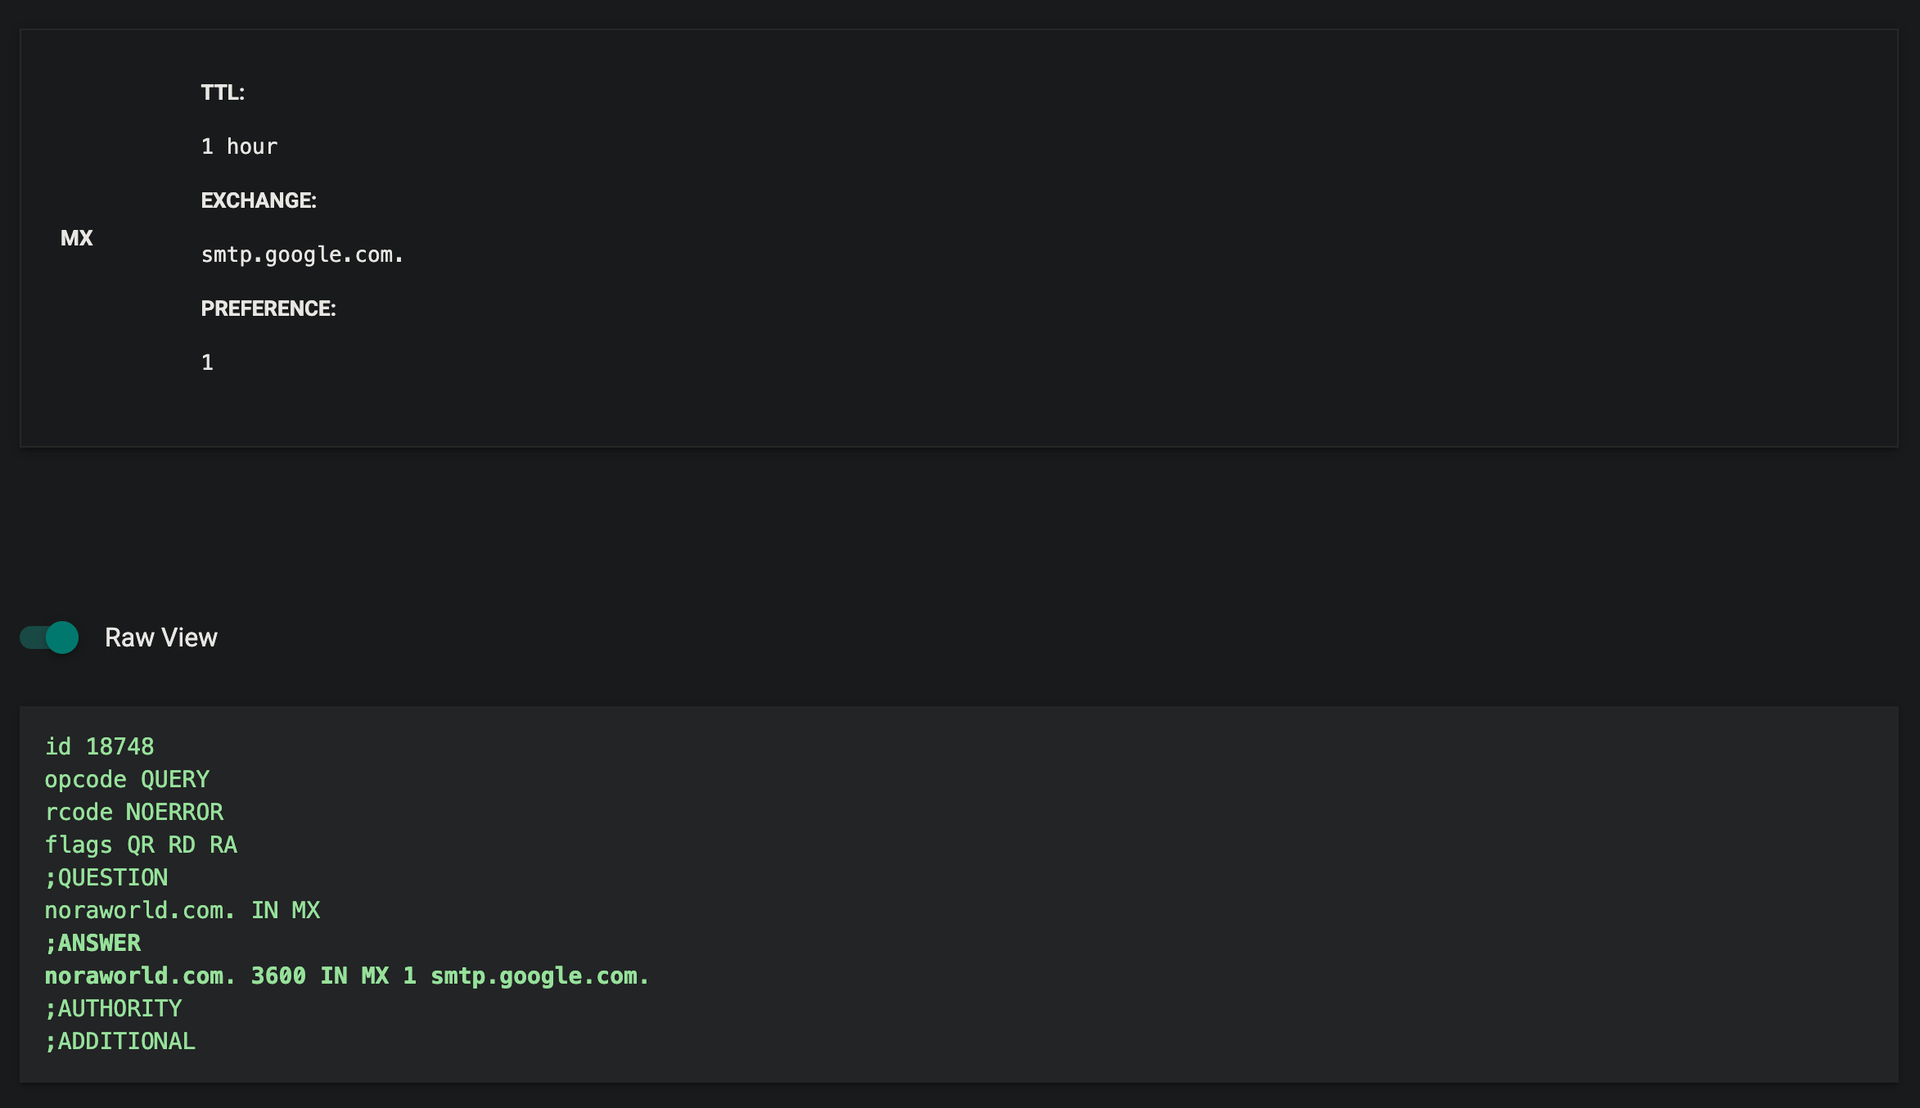 MX
TTL:
1 hour
EXCHANGE:
smtp.google.com.
PREFERENCE:
1
Raw View
id 18748
opcode QUERY
rcode NOERROR
flags QR RD RA
;QUESTION
noraworld.com. IN MX
;ANSWER
noraworld.com. 3600 IN MX 1 smtp.google.com.
;AUTHORITY
;ADDITIONAL